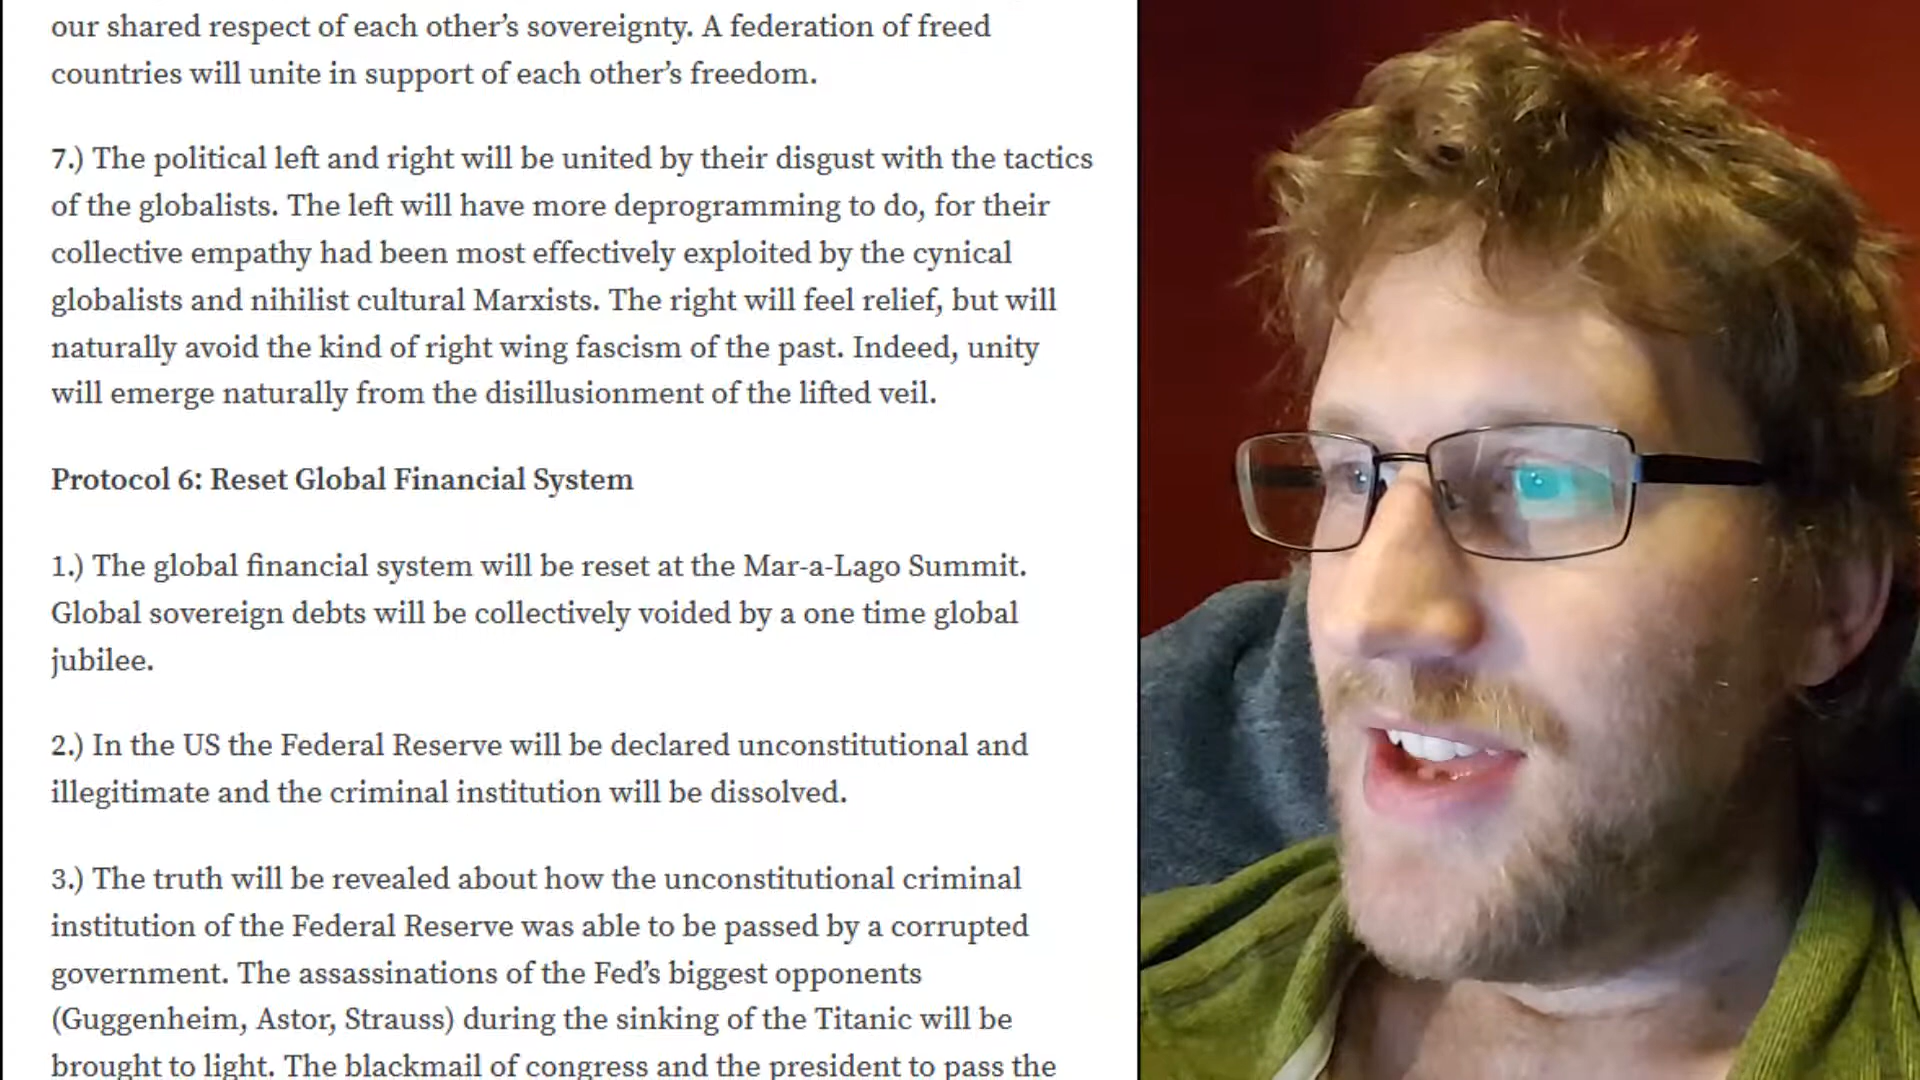 our shared respect of each other’s sovereignty. A federation of freed
countries will unite in support of each other’s freedom.
7.) The political left and right will be united by their disgust with the tactics
of the globalists. The left will have more deprogramming to do, for their
collective empathy had been most effectively exploited by the cynical
globalists and nihilist cultural Marxists. The right will feel relief, but will
naturally avoid the kind of right wing fascism of the past. Indeed, unity
will emerge naturally from the disillusionment of the lifted veil.
Protocol 6: Reset Global Financial System
1.) The global financial system will be reset at the Mar-a-Lago Summit.
Global sovereign debts will be collectively voided by a one time global
jubilee.
2.) In the US the Federal Reserve will be declared unconstitutional and
illegitimate and the criminal institution will be dissolved.
3.) The truth will be revealed about how the unconstitutional criminal
institution of the Federal Reserve was able to be passed by a corrupted
government. The assassinations of the Fed’s biggest opponents
(Guggenheim, Astor, Strauss) during the sinking of the Titanic will be
brought to light. The blackmail of congress and the president to pass the